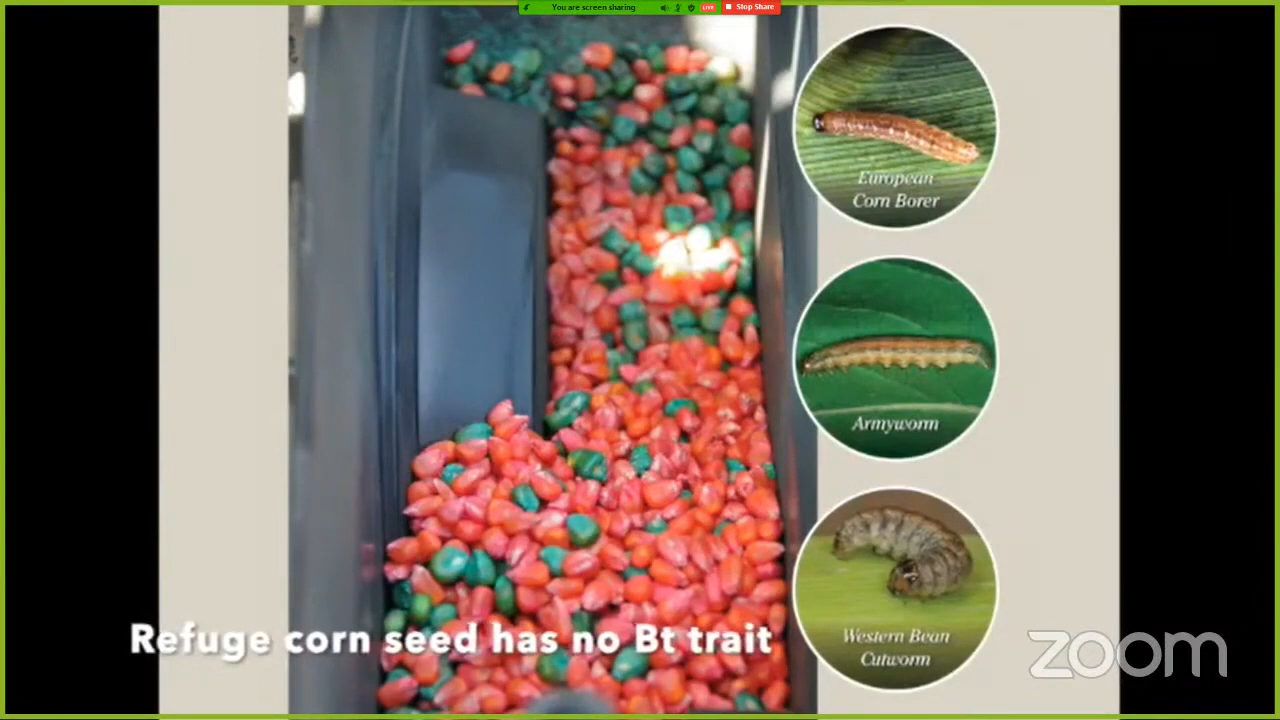 You are screen sharing
LIVE
Stop Share
European
Corn Borer
Armyworm
Western Bean
Cutworm
Refuge corn seed has no Bt trait
zoom